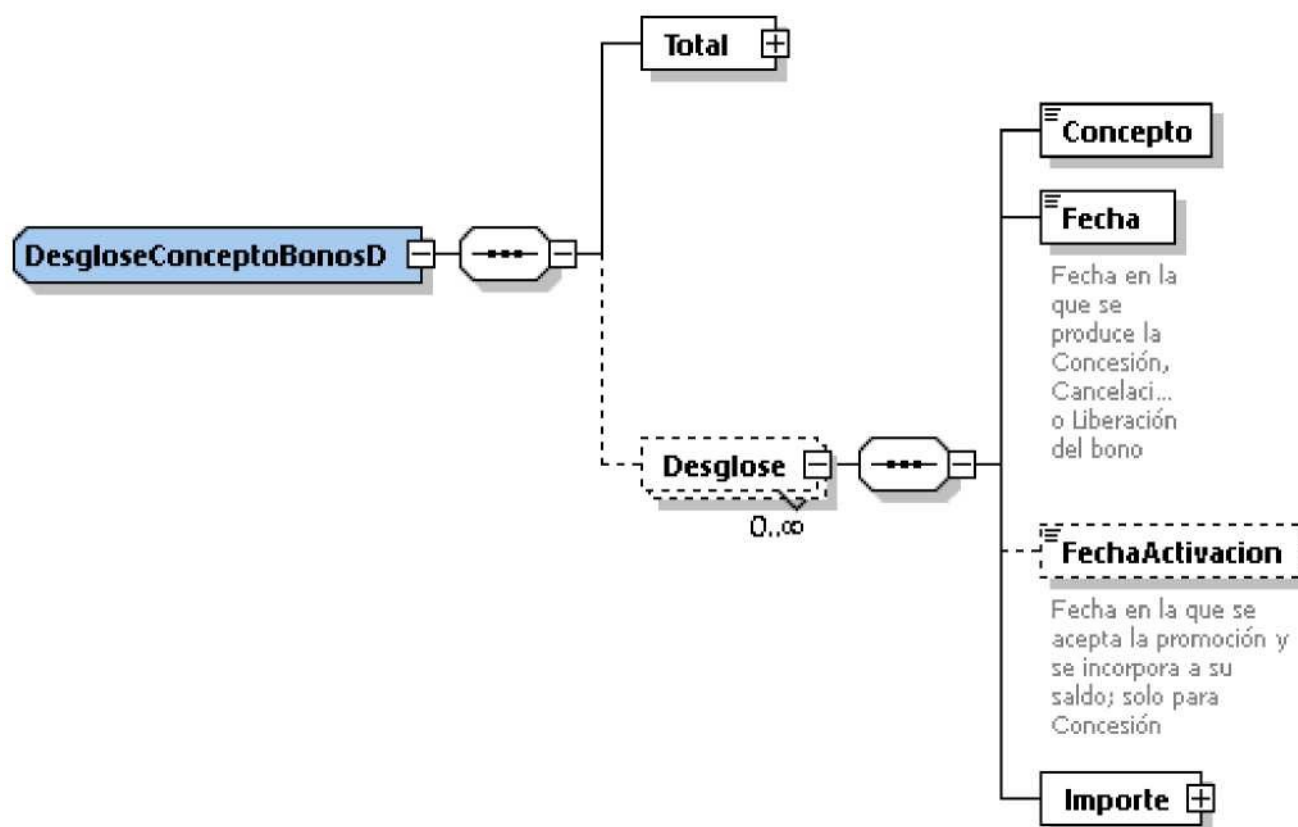 Total
Concepto
Fecha
Fecha en la
que se
produce la
Concesión,
Cancelaci...
o Liberación
del bono
DesgloseConceptoBonosD
Desglose
0..∞
FechaActivacion
Fecha en la que se
acepta la promoción y
se incorpora a su
saldo; solo para
Concesión
Importe